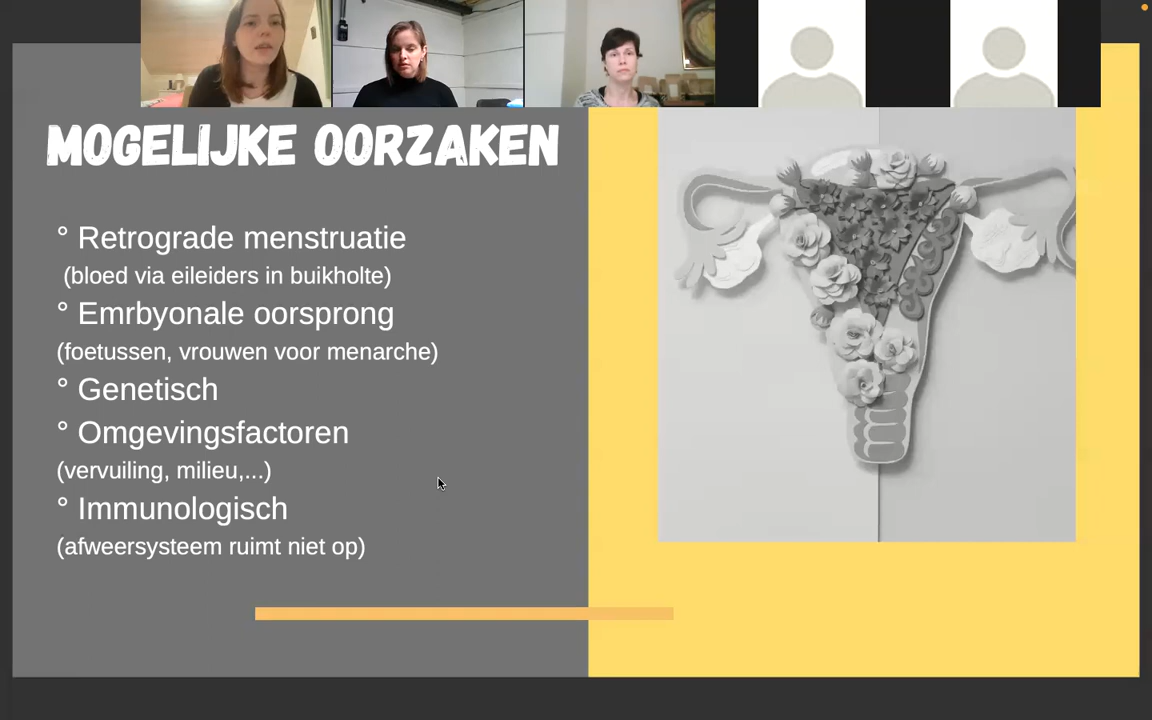 MOGELIJKE OORZAKEN
° Retrograde menstruatie
(bloed via eileiders in buikholte)
° Emrbyonale oorsprong
(foetussen, vrouwen voor menarche)
° Genetisch
° Omgevingsfactoren
(vervuiling, milieu,...)
° Immunologisch
(afweersysteem ruimt niet op)